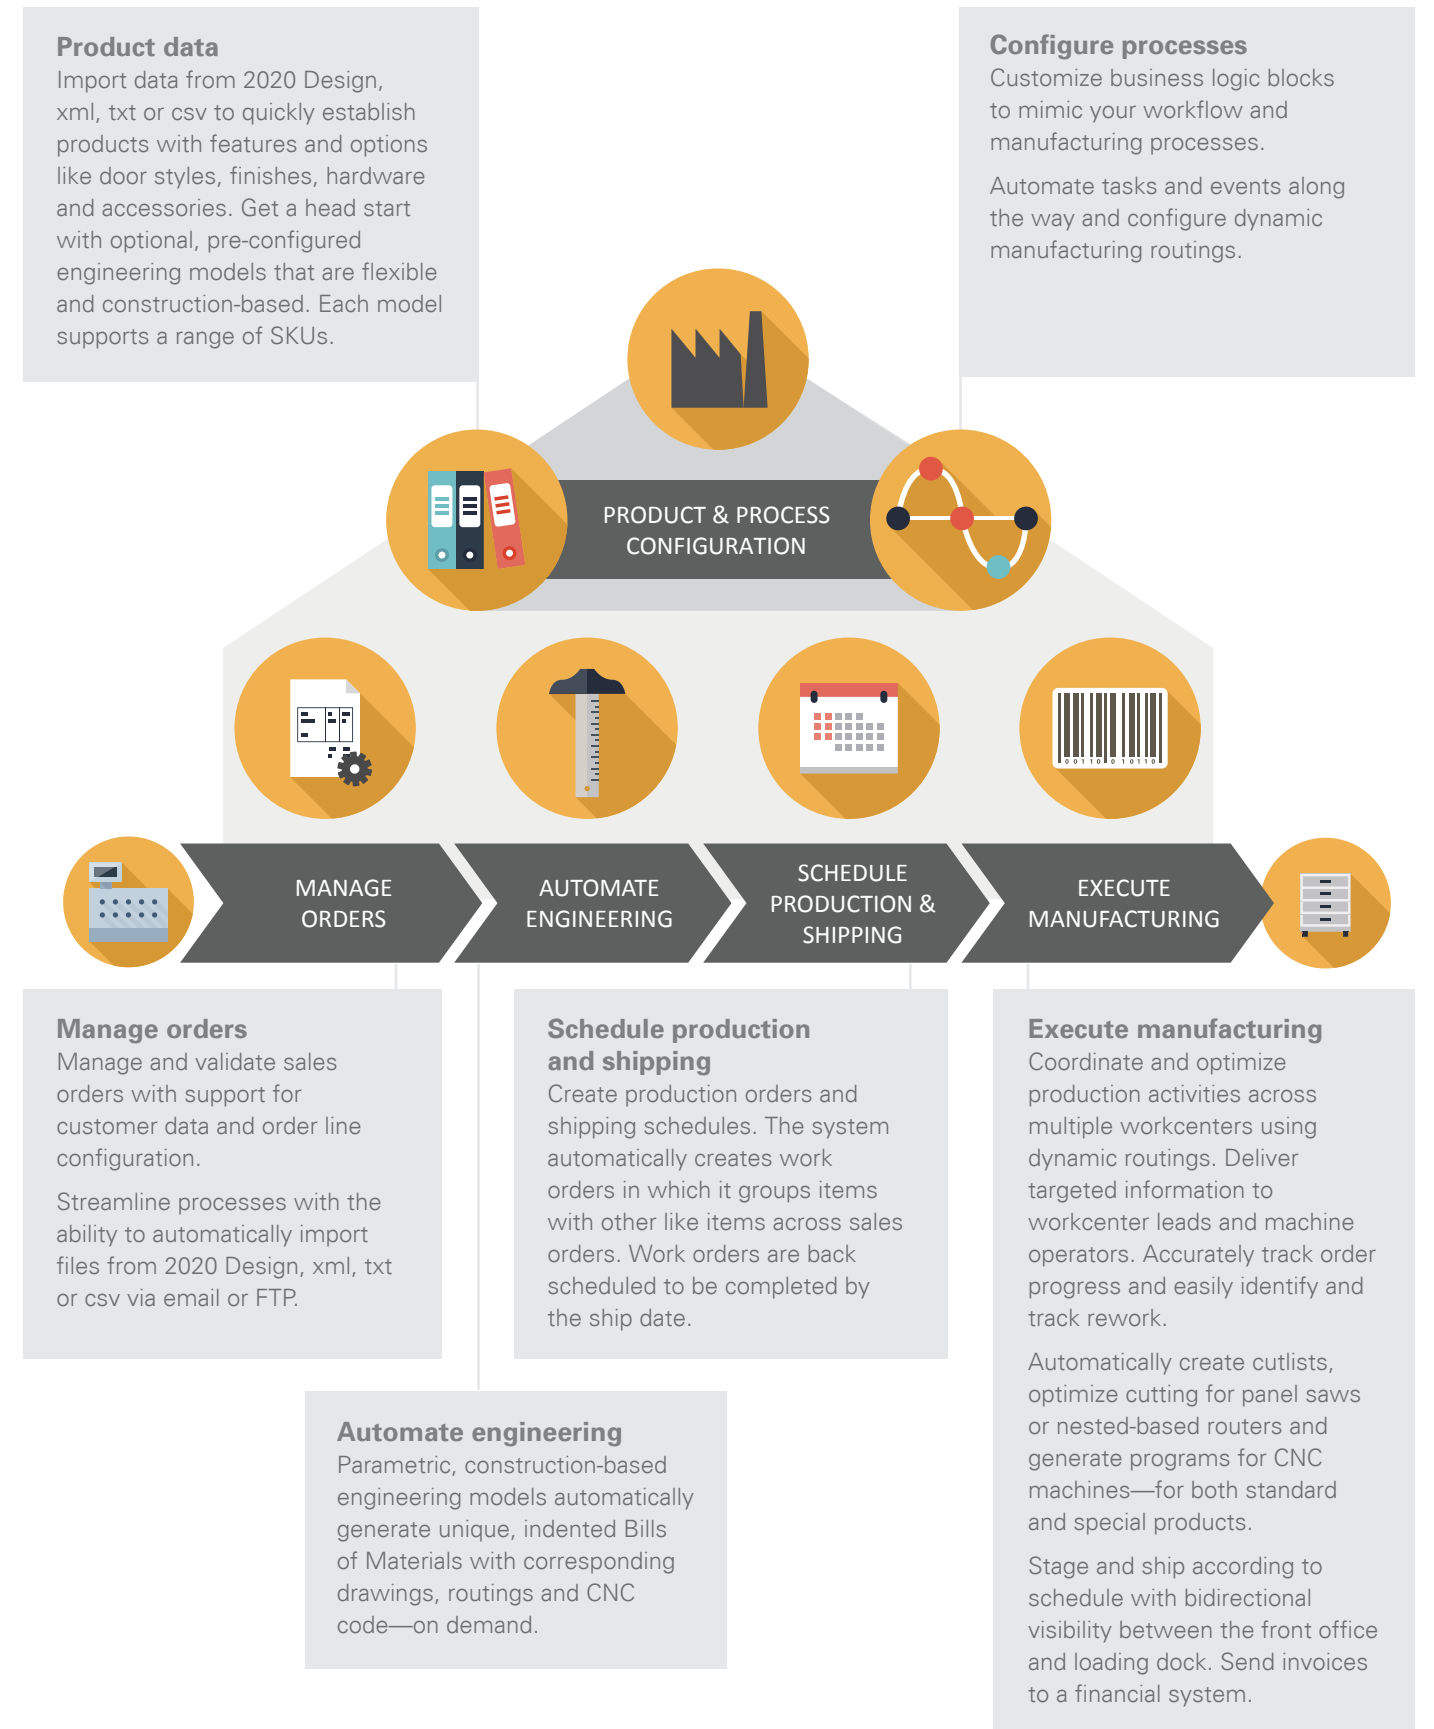 Product data
Import data from 2020 Design,
xml, txt or csv to quickly establish
products with features and options
like door styles, finishes, hardware
and accessories. Get a head start
with optional, pre-configured
engineering models that are flexible
and construction-based. Each model
supports a range of SKUs.
Configure processes
Customize business logic blocks
to mimic your workflow and
manufacturing processes.
Automate tasks and events along
the way and configure dynamic
manufacturing routings.
PRODUCT & PROCESS
CONFIGURATION
00110010110
MANAGE
ORDERS
AUTOMATE
ENGINEERING
SCHEDULE
PRODUCTION &
SHIPPING
EXECUTE
MANUFACTURING
Manage orders
Manage and validate sales
orders with support for
customer data and order line
configuration.
Streamline processes with the
ability to automatically import
files from 2020 Design, xml, txt
or csv via email or FTP.
Automate engineering
Parametric, construction-based
engineering models automatically
generate unique, indented Bills
of Materials with corresponding
drawings, routings and CNC
code—on demand.
Schedule production
and shipping
Create production orders and
shipping schedules. The system
automatically creates work
orders in which it groups items
with other like items across sales
orders. Work orders are back
scheduled to be completed by
the ship date.
Execute manufacturing
Coordinate and optimize
production activities across
multiple workcenters using
dynamic routings. Deliver
targeted information to
workcenter leads and machine
operators. Accurately track order
progress and easily identify and
track rework.
Automatically create cutlists,
optimize cutting for panel saws
or nested-based routers and
generate programs for CNC
machines—for both standard
and special products.
Stage and ship according to
schedule with bidirectional
visibility between the front office
and loading dock. Send invoices
to a financial system.